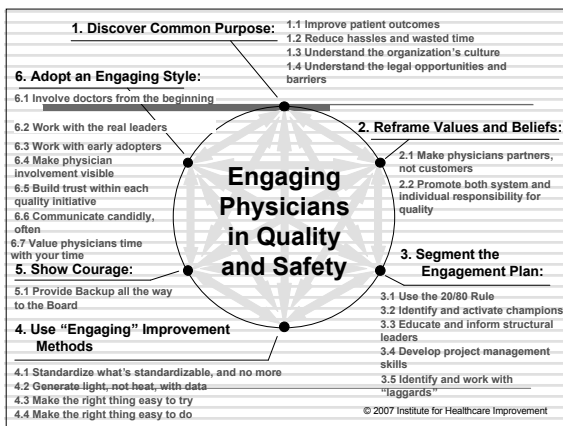 1. Discover Common Purpose:
1.1 Improve patient outcomes
1.2 Reduce hassles and wasted time
1.3 Understand the organization's culture
1.4 Understand the legal opportunities and
barriers
6. Adopt an Engaging Style:
6.1 Involve doctors from the beginning
6.2 Work with the real leaders
6.3 Work with early adopters
6.4 Make physician
involvement visible
6.5 Build trust within each
quality initiative
6.6 Communicate candidly,
often
6.7 Value physicians time
with your time
2. Reframe Values and Beliefs:
2.1 Make physicians partners,
not customers
2.2 Promote both system and
individual responsibility for
quality
Engaging
Physicians
in Quality
and Safety
5. Show Courage:
5.1 Provide Backup all the way
to the Board
3. Segment the
Engagement Plan:
3.1 Use the 20/80 Rule
3.2 Identify and activate champions
3.3 Educate and inform structural
leaders
3.4 Develop project management
skills
3.5 Identify and work with
"laggards"
4. Use “Engaging” Improvement
Methods
4.1 Standardize what's standardizable, and no more
4.2 Generate light, not heat, with data
4.3 Make the right thing easy to try
4.4 Make the right thing easy to do
© 2007 Institute for Healthcare Improvement